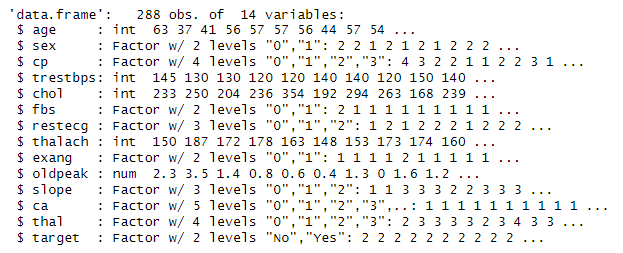 'data.frame':   288 obs. of  14 variables:
 $ age     : int  63 37 41 56 57 57 56 44 57 54 ...
 $ sex     : Factor w/ 2 levels "0","1": 2 2 1 2 1 2 1 2 2 2 ...
 $ cp      : Factor w/ 4 levels "0","1","2","3": 4 3 2 2 1 1 2 2 3 1 ...
 $ trestbps: int  145 130 130 120 120 140 140 120 150 140 ...
 $ chol    : int  233 250 204 236 354 192 294 263 168 239 ...
 $ fbs     : Factor w/ 2 levels "0","1": 2 1 1 1 1 1 1 1 1 1 ...
 $ restecg : Factor w/ 3 levels "0","1","2": 1 2 1 2 2 2 1 2 2 2 ...
 $ thalach : int  150 187 172 178 163 148 153 173 174 160 ...
 $ exang   : Factor w/ 2 levels "0","1": 1 1 1 1 2 1 1 1 1 1 ...
 $ oldpeak : num  2.3 3.5 1.4 0.8 0.6 0.4 1.3 0 1.6 1.2 ...
 $ slope   : Factor w/ 3 levels "0","1","2": 1 1 3 3 3 2 2 3 3 3 ...
 $ ca      : Factor w/ 5 levels "0","1","2","3",..: 1 1 1 1 1 1 1 1 1 1 ...
 $ thal    : Factor w/ 4 levels "0","1","2","3": 2 3 3 3 3 2 3 4 3 3 ...
 $ target  : Factor w/ 2 levels "No","Yes": 2 2 2 2 2 2 2 2 2 2 ...